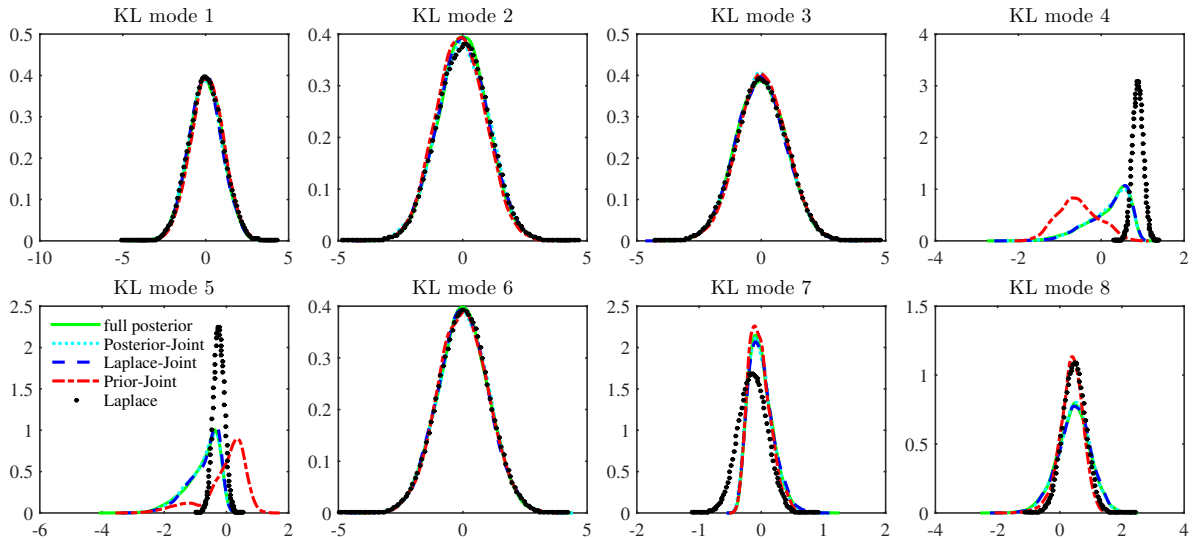 KL mode 1 KL mode 2 KL mode 3 KL mode 4
0.5 0.4 0.5 4
0.4 0.3 0.4 3
0.3 0.2 0.3 2
0.2 0.1 0.2 1
0.1 0.1
0 0 0 0
-10 -5 0 5 -5 0 5 -5 0 5 -4 -2 0 2
KL mode 5 KL mode 6 KL mode 7 KL mode 8
2.5 0.4 2.5 1.5
full posterior
2 Posterior-Joint 0.3 2 1
1.5 Laplace-Joint 1.5
Prior-Joint 0.2
1 Laplace 1 0.5
0.5 0.1 0.5
0 0 0 0
-6 -4 -2 0 2 -5 0 5 -2 -1 0 1 2 -4 -2 0 2 4